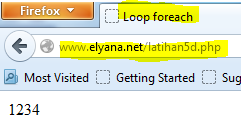 Firefox
Loop foreach
www.elyana.net/latihan5d.php
Most Visited
Getting Started
Sug
1234